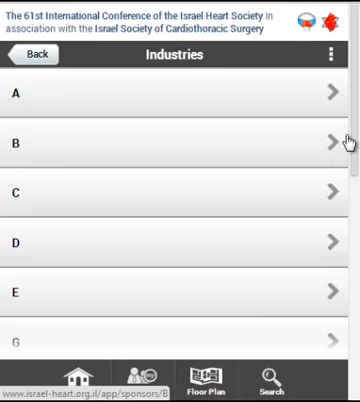 The 61st International Conference of the Israel Heart Society In
association with the Israel Society of Cardiothoracic Surgery
Back
Industries
A
B
C
D
E
G
my
Floor Plan
Search
www.israel-heart.org.il/app/sponsors/B